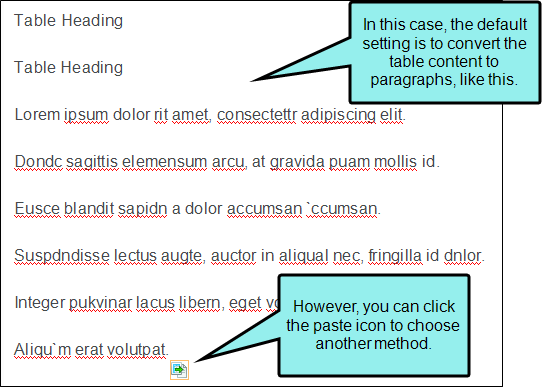 Table Heading
In this case, the default
setting is to convert the
table content to
paragraphs, like this.
Table Heading
Lorem ipsum dolor rit amet, consectettr adipiscing elit.
Dondc sagittis elemensum arcu, at gravida puam mollis id.
Eusce blandit sapidn a dolor accumsan `ccumsan.
Suspdndisse lectus augte, auctor in aliqual nec, fringilla id dnlor.
Integer pukvinar lacus libern, eget
However, you can click
the paste icon to choose
another method.
Aliqu`m erat volutpat.